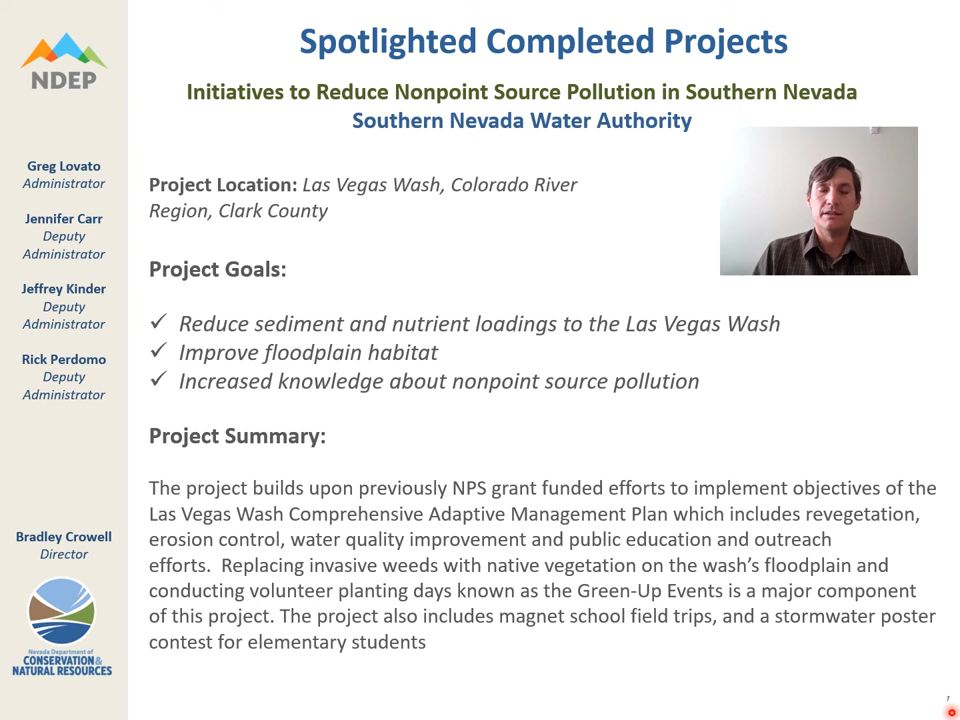 Spotlighted Completed Projects
Initiatives to Reduce Nonpoint Source Pollution in Southern Nevada
Southern Nevada Water Authority
NDEP
Greg Lovato
Administrator
Jennifer Carr
Deputy
Administrator
Jeffrey Kinder
Deputy
Administrator
Rick Perdomo
Deputy
Administrator
Bradley Crowell
Director
Nevada Department of
CONSERVATION &
NATURAL RESOURCES
Project Location: Las Vegas Wash, Colorado River
Region, Clark County
Project Goals:
✓ Reduce sediment and nutrient loadings to the Las Vegas Wash
✓ Improve floodplain habitat
✓ Increased knowledge about nonpoint source pollution
Project Summary:
The project builds upon previously NPS grant funded efforts to implement objectives of the
Las Vegas Wash Comprehensive Adaptive Management Plan which includes revegetation,
erosion control, water quality improvement and public education and outreach
efforts.  Replacing invasive weeds with native vegetation on the wash's floodplain and
conducting volunteer planting days known as the Green-Up Events is a major component
of this project. The project also includes magnet school field trips, and a stormwater poster
contest for elementary students